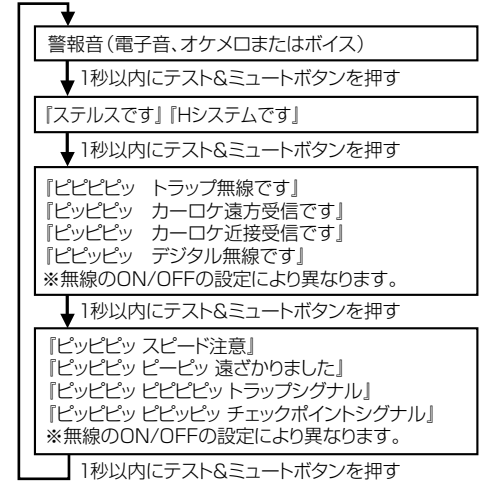 警報音(電子音、オケメロまたはボイス)
1秒以内にテスト&ミュートボタンを押す
『ステルスです』『Hシステムです』
1秒以内にテスト&ミュートボタンを押す
『ピピピピッ　トラップ無線です』
『ピッピピッ　カーロケ遠方受信です』
『ピッピピッ　カーロケ近接受信です』
『ピピッピッ　デジタル無線です』
※無線のON/OFFの設定により異なります。
1秒以内にテスト&ミュートボタンを押す
『ピッピピッ スピード注意』
『ピッピピッ ピーピッ 遠ざかりました』
『ピッピピッ ピピピピッ トラップシグナル』
『ピッピピッ ピピッピッ チェックポイントシグナル』
※無線のON/OFFの設定により異なります。
1秒以内にテスト&ミュートボタンを押す